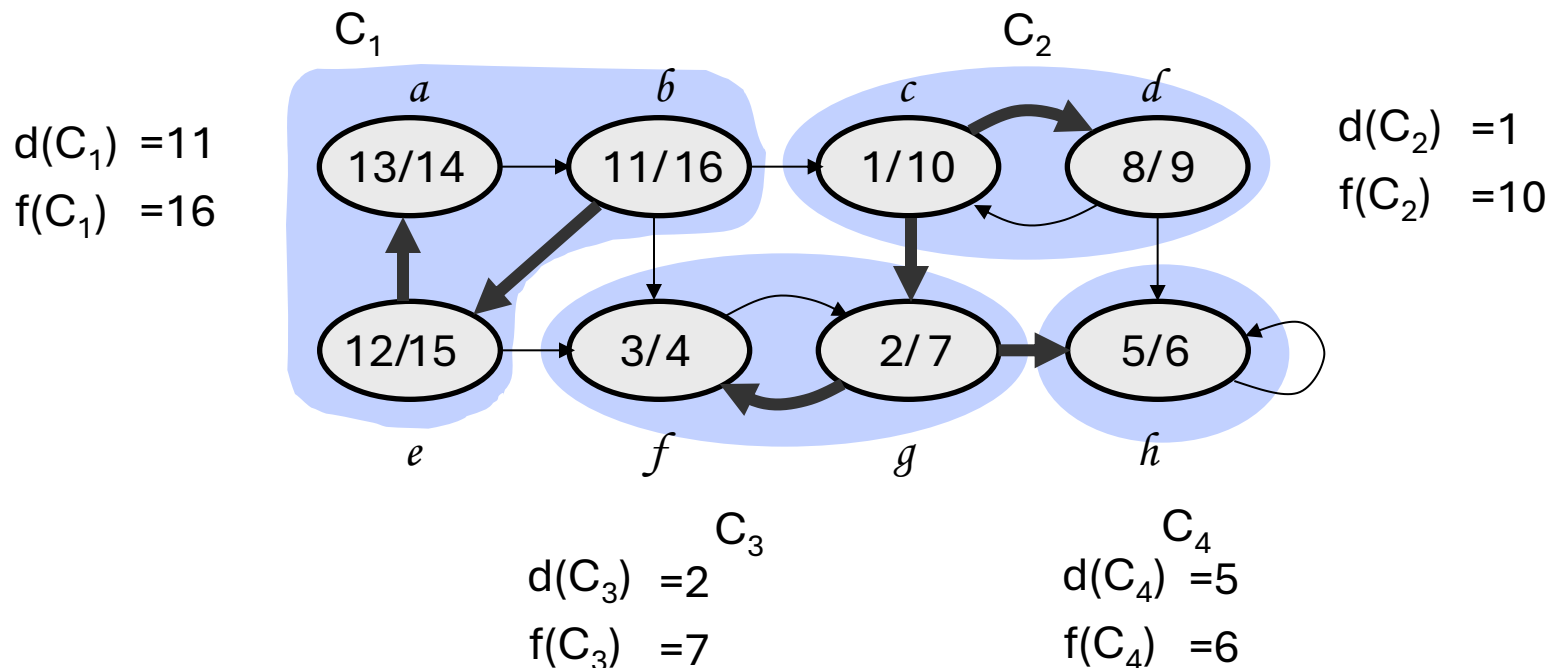 C₁ C₂
a b c d
d(C₁) =11 13/14 11/16 1/10 8/9 d(C₂) =1
f(C₁) =16 f(C₂) =10
12/15 3/4 2/7 5/6
e f g h
C₃ C₄
d(C₃) =2 d(C₄) =5
f(C₃) =7 f(C₄) =6